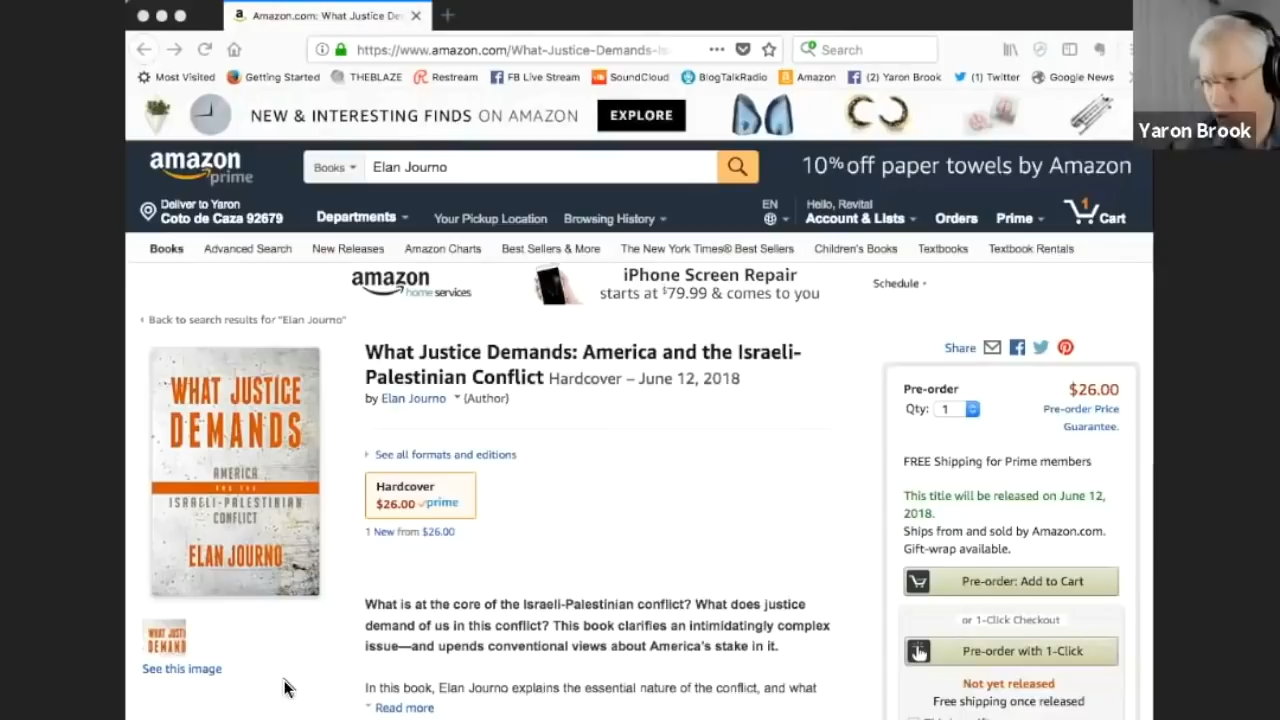 Amazon.com: What Justice De
https://www.amazon.com/What-Justice-Demands-Is
Search
Most Visited
Getting Started
THEBLAZE
Restream
FB Live Stream
SoundCloud
BlogTalkRadio
Amazon
(2) Yaron Brook
(1) Twitter
Google News
NEW & INTERESTING FINDS ON AMAZON
EXPLORE
Yaron Brook
amazon prime
Books
Elan Journo
10% off paper towels by Amazon
Deliver to Yaron
Coto de Caza 92679
Departments
Your Pickup Location
Browsing History
EN
Hello, Revital
Account & Lists
Orders
Prime
1
Cart
Books
Advanced Search
New Releases
Amazon Charts
Best Sellers & More
The New York Times® Best Sellers
Children's Books
Textbooks
Textbook Rentals
amazon home services
iPhone Screen Repair
starts at $79.99 & comes to you
Schedule
‹ Back to search results for "Elan Journo"
WHAT JUSTICE
DEMANDS
AMERICA
AND THE
ISRAELI-PALESTINIAN
CONFLICT
ELAN JOURNO
See this image
What Justice Demands: America and the Israeli-
Palestinian Conflict Hardcover – June 12, 2018
by Elan Journo (Author)
See all formats and editions
Hardcover
$26.00 prime
1 New from $26.00
What is at the core of the Israeli-Palestinian conflict? What does justice
demand of us in this conflict? This book clarifies an intimidatingly complex
issue—and upends conventional views about America's stake in it.
In this book, Elan Journo explains the essential nature of the conflict, and what
Read more
Share
Pre-order
$26.00
Qty: 1
Pre-order Price
Guarantee.
FREE Shipping for Prime members
This title will be released on June 12,
2018.
Ships from and sold by Amazon.com.
Gift-wrap available.
Pre-order: Add to Cart
or 1-Click Checkout
Pre-order with 1-Click
Not yet released
Free shipping once released